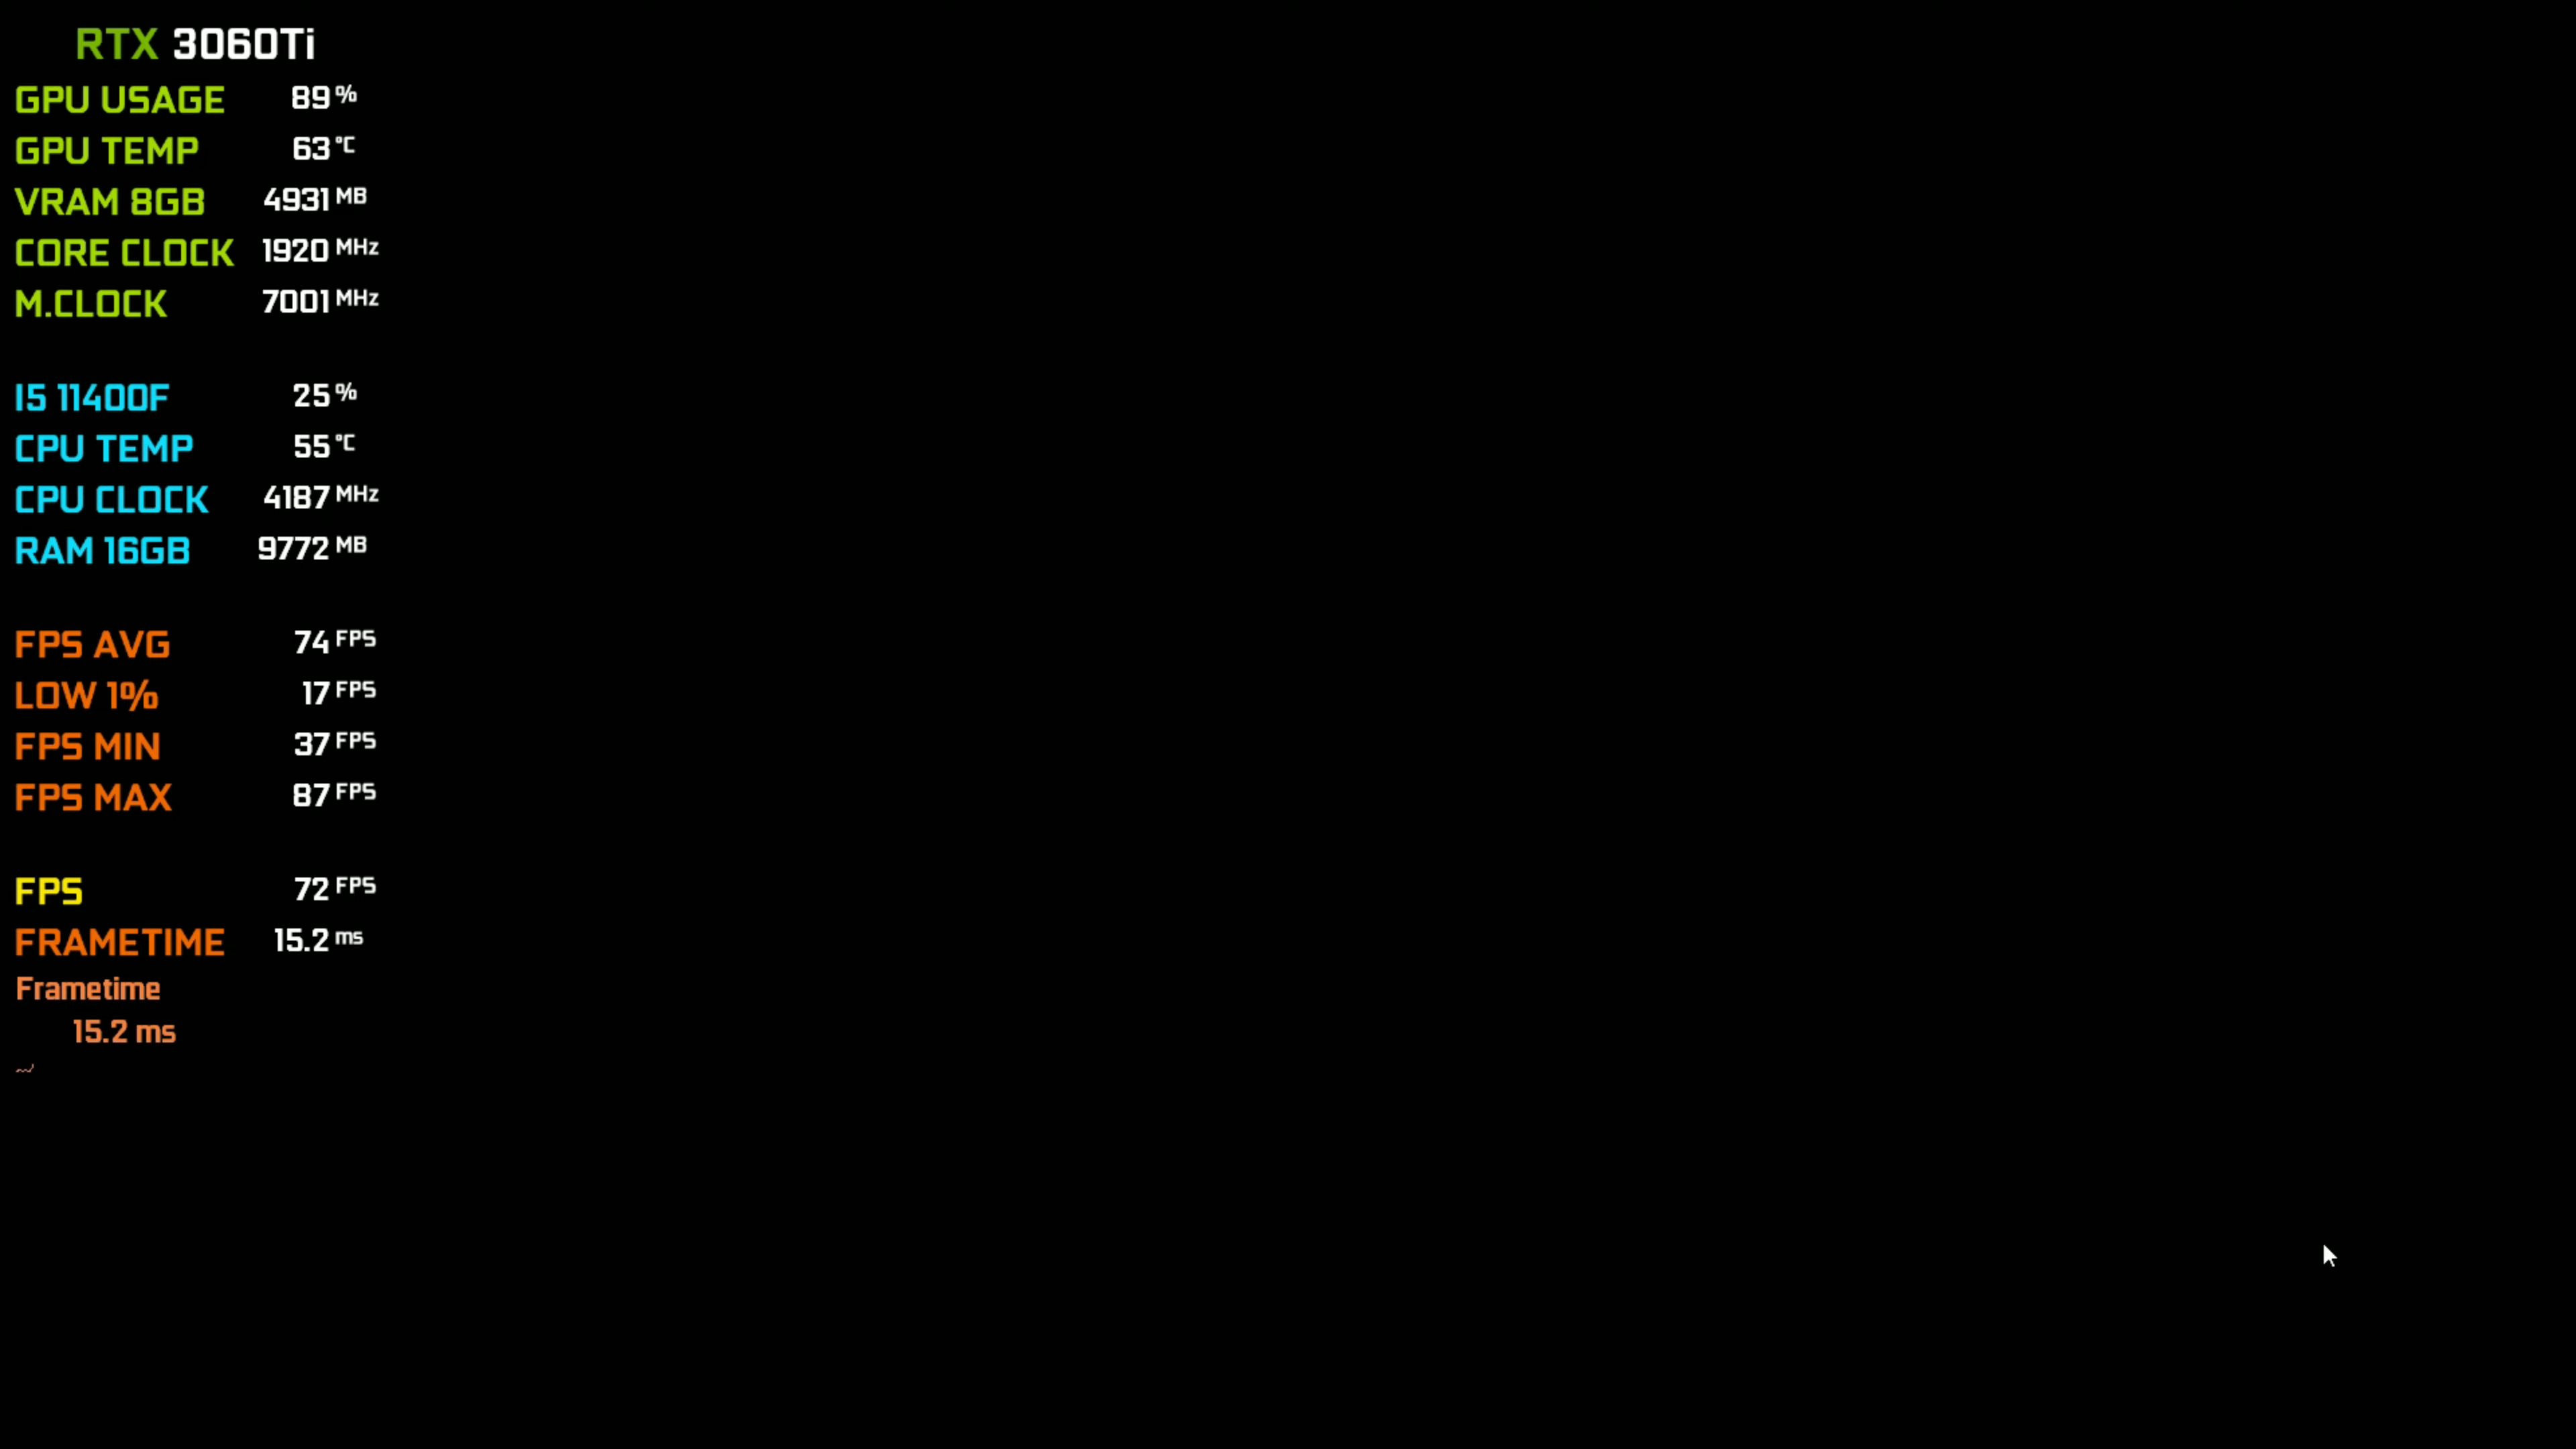 RTX 3060Ti
GPU USAGE 89 %
GPU TEMP 63 °C
VRAM 8GB 4931 MB
CORE CLOCK 1920 MHz
M.CLOCK 7001 MHz
I5 11400F 25 %
CPU TEMP 55 °C
CPU CLOCK 4187 MHz
RAM 16GB 9772 MB
FPS AVG 74 FPS
LOW 1% 17 FPS
FPS MIN 37 FPS
FPS MAX 87 FPS
FPS 72 FPS
FRAMETIME 15.2 ms
Frametime
15.2 ms